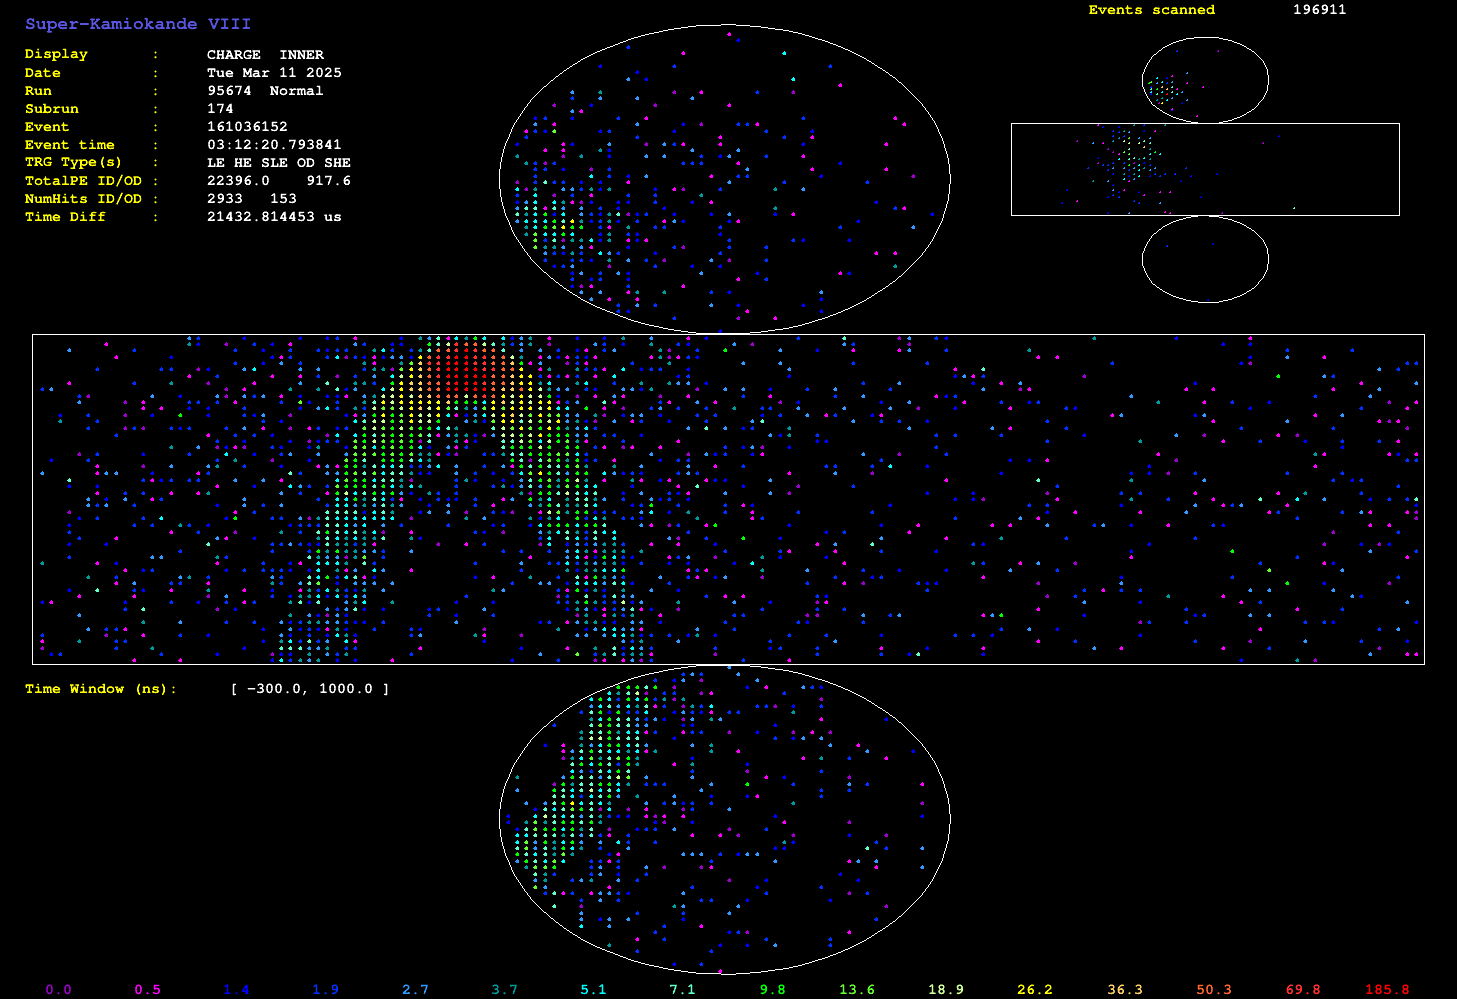 Super-Kamiokande VIII
Display : CHARGE INNER
Date : Tue Mar 11 2025
Run : 95674 Normal
Subrun : 174
Event : 161036152
Event time : 03:12:20.793841
TRG Type(s) : LE HE SLE OD SHE
TotalPE ID/OD : 22396.0 917.6
NumHits ID/OD : 2933 153
Time Diff : 21432.814453 us
Events scanned 196911
Time Window (ns): [ -300.0, 1000.0 ]
0.0 0.5 1.4 1.9 2.7 3.7 5.1 7.1 9.8 13.6 18.9 26.2 36.3 50.3 69.8 185.8